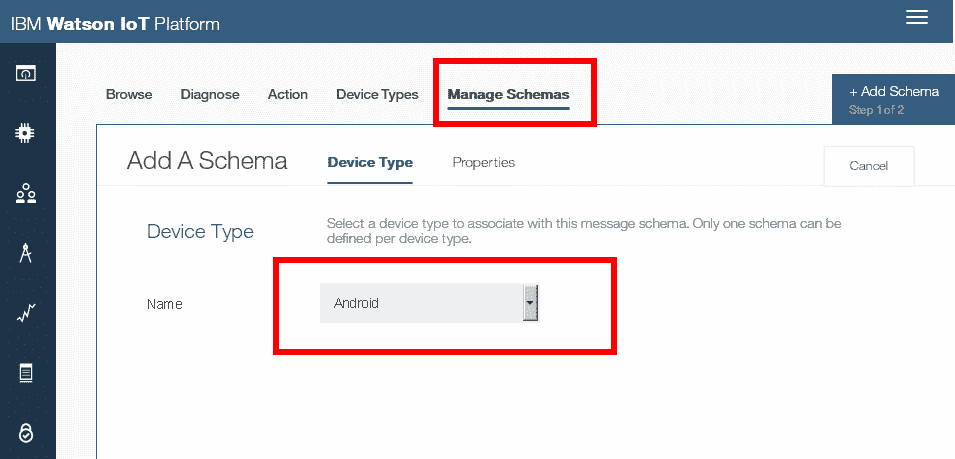 IBM Watson IoT Platform
Browse Diagnose Action Device Types Manage Schemas
+ Add Schema
Step 1 of 2
Add A Schema Device Type Properties Cancel
Device Type
Select a device type to associate with this message schema. Only one schema can be
defined per device type.
Name Android